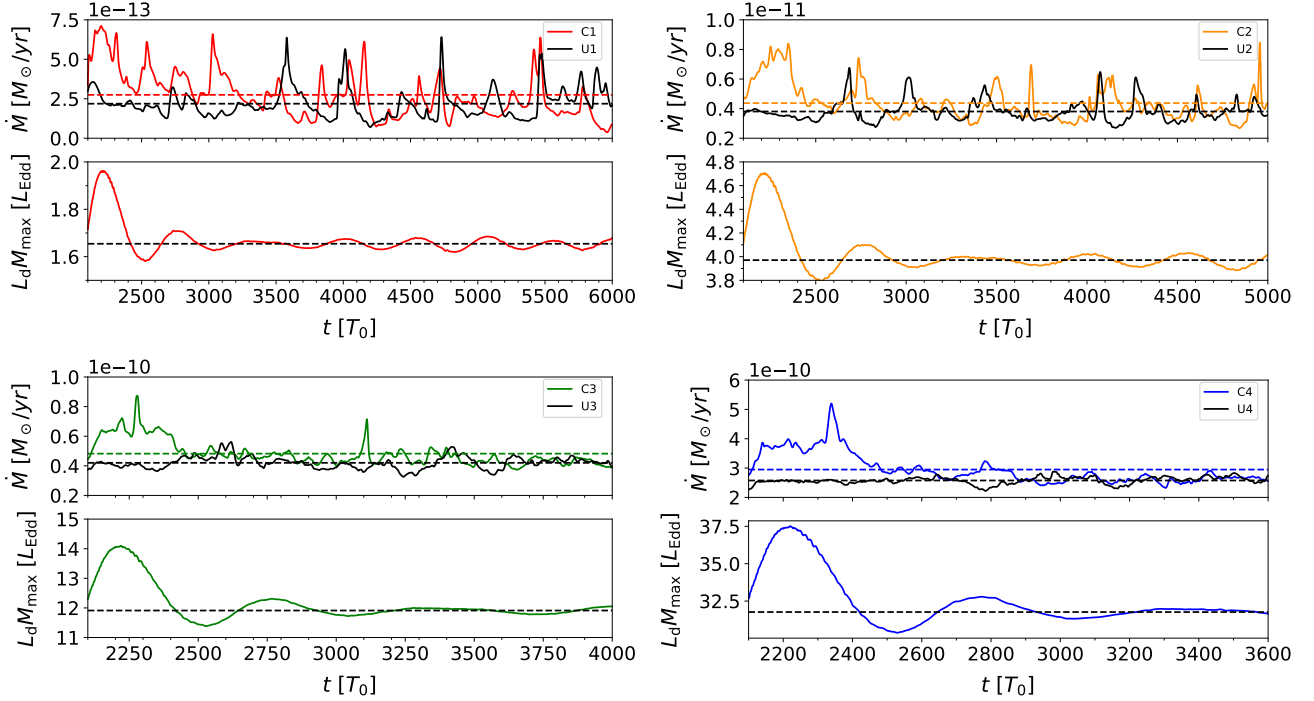 1e−13
7.5
5.0
2.5
0.0
Ṁ [M⊙/yr]
C1
U1
2.0
1.8
1.6
L_d M_max [L_Edd]
2500 3000 3500 4000 4500 5000 5500 6000
t [T_0]
1e−11
1.0
0.8
0.6
0.4
0.2
Ṁ [M⊙/yr]
C2
U2
4.8
4.6
4.4
4.2
4.0
3.8
L_d M_max [L_Edd]
2500 3000 3500 4000 4500 5000
t [T_0]
1e−10
1.0
0.8
0.6
0.4
0.2
Ṁ [M⊙/yr]
C3
U3
15
14
13
12
11
L_d M_max [L_Edd]
2250 2500 2750 3000 3250 3500 3750 4000
t [T_0]
1e−10
6
5
4
3
2
Ṁ [M⊙/yr]
C4
U4
37.5
35.0
32.5
L_d M_max [L_Edd]
2200 2400 2600 2800 3000 3200 3400 3600
t [T_0]